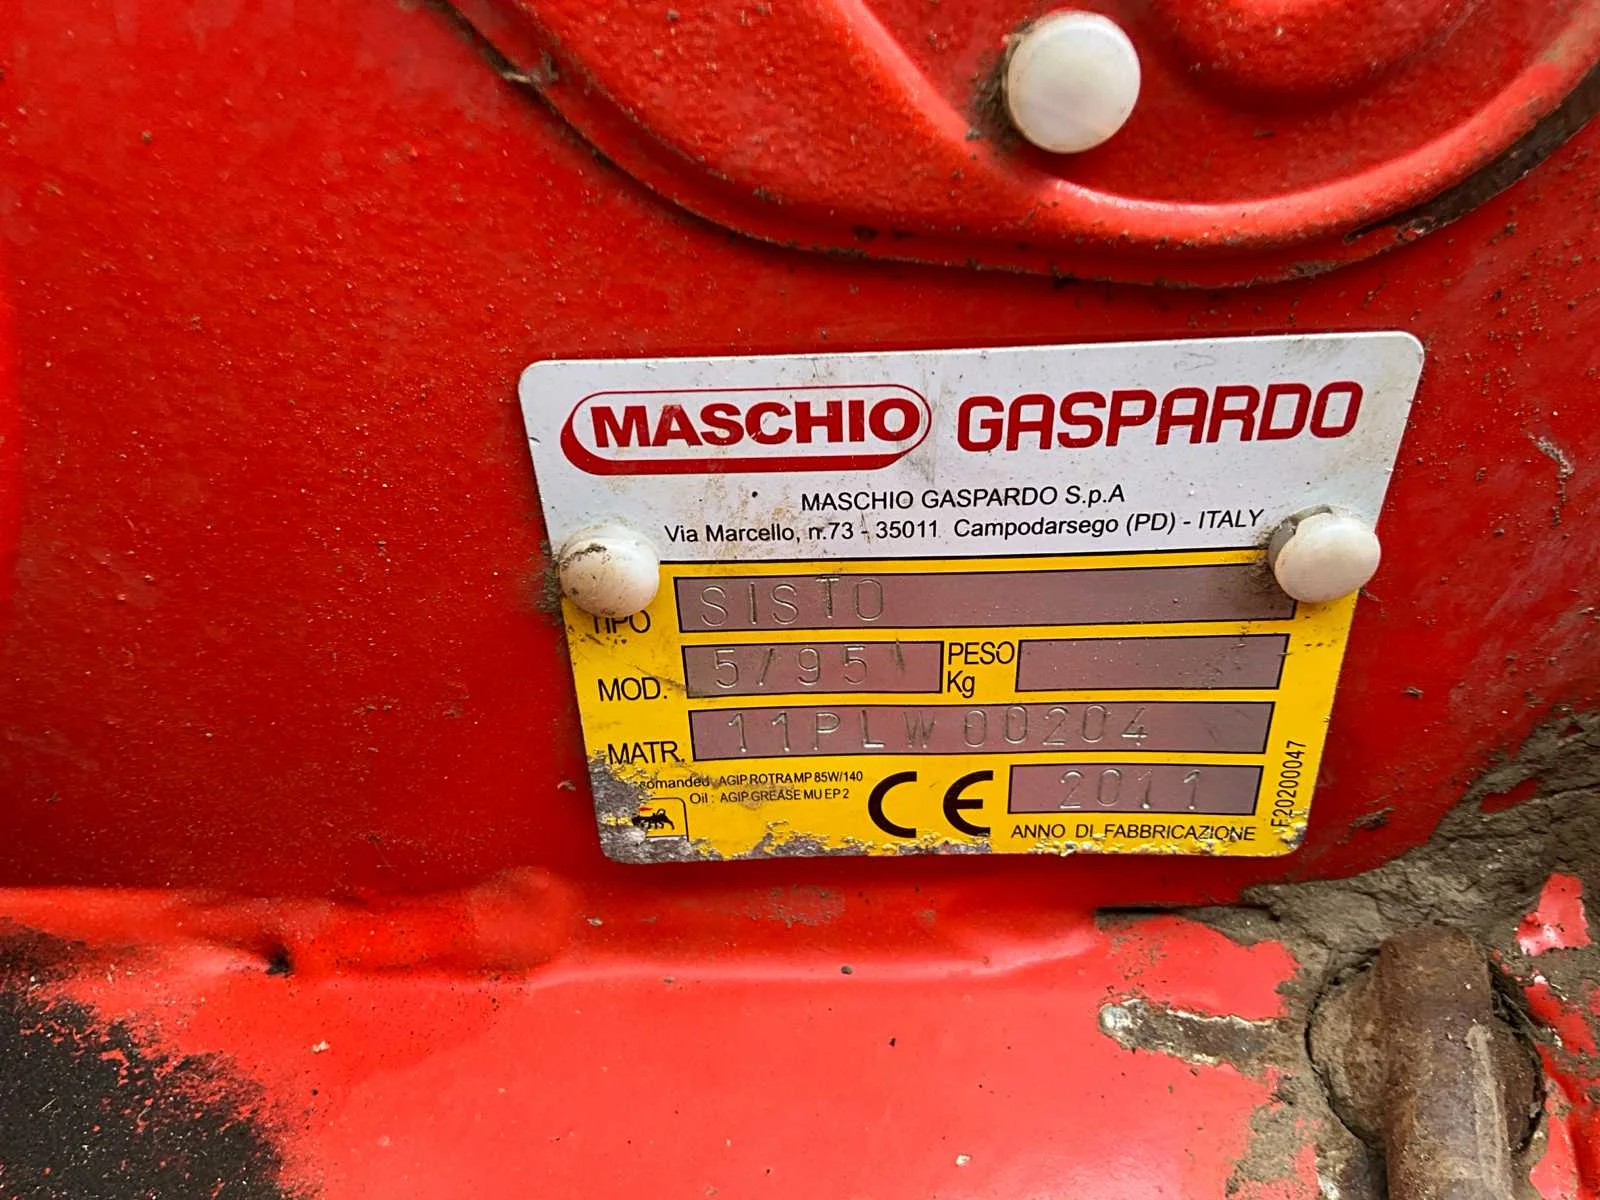 MASCHIO GASPARDO
MASCHIO GASPARDO S.p.A
Via Marcello, n.73 - 35011 Campodarsego (PD) - ITALY
TIPO SISTO
MOD. 5/95 PESO Kg
MATR. 11PLW00204
AGIP ROTRA MP 85W/140
Oil : AGIP GREASE MU EP 2
CE 2011
ANNO DI FABBRICAZIONE
F20200047